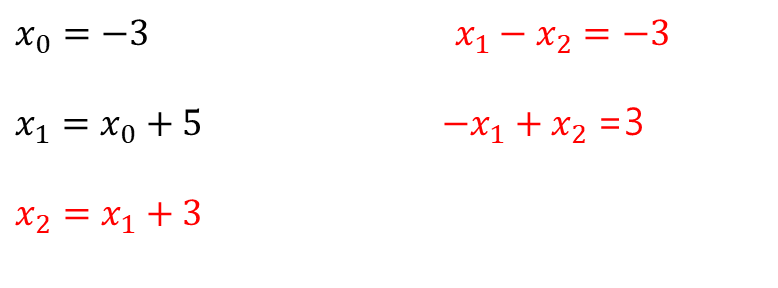 x₀ = −3
x₁ − x₂ = −3
x₁ = x₀ + 5
−x₁ + x₂ =3
x₂ = x₁ + 3